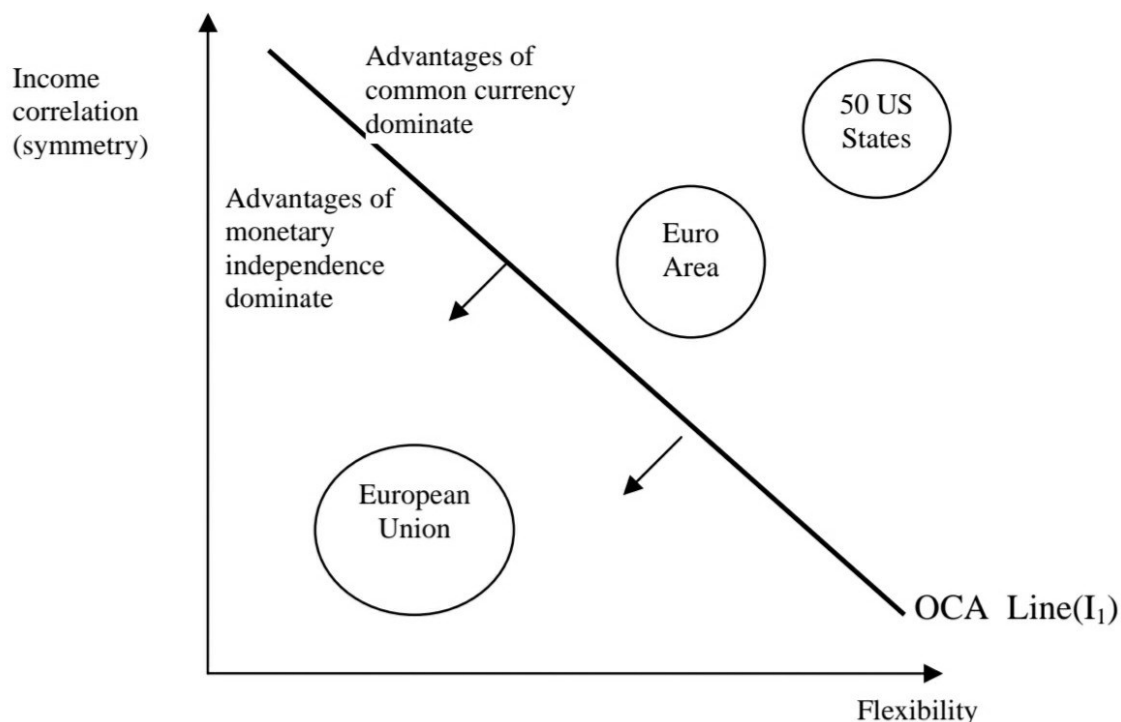 Income
correlation
(symmetry)
Advantages of
common currency
dominate
50 US
States
Advantages of
monetary
independence
dominate
Euro
Area
European
Union
OCA Line(I₁)
Flexibility